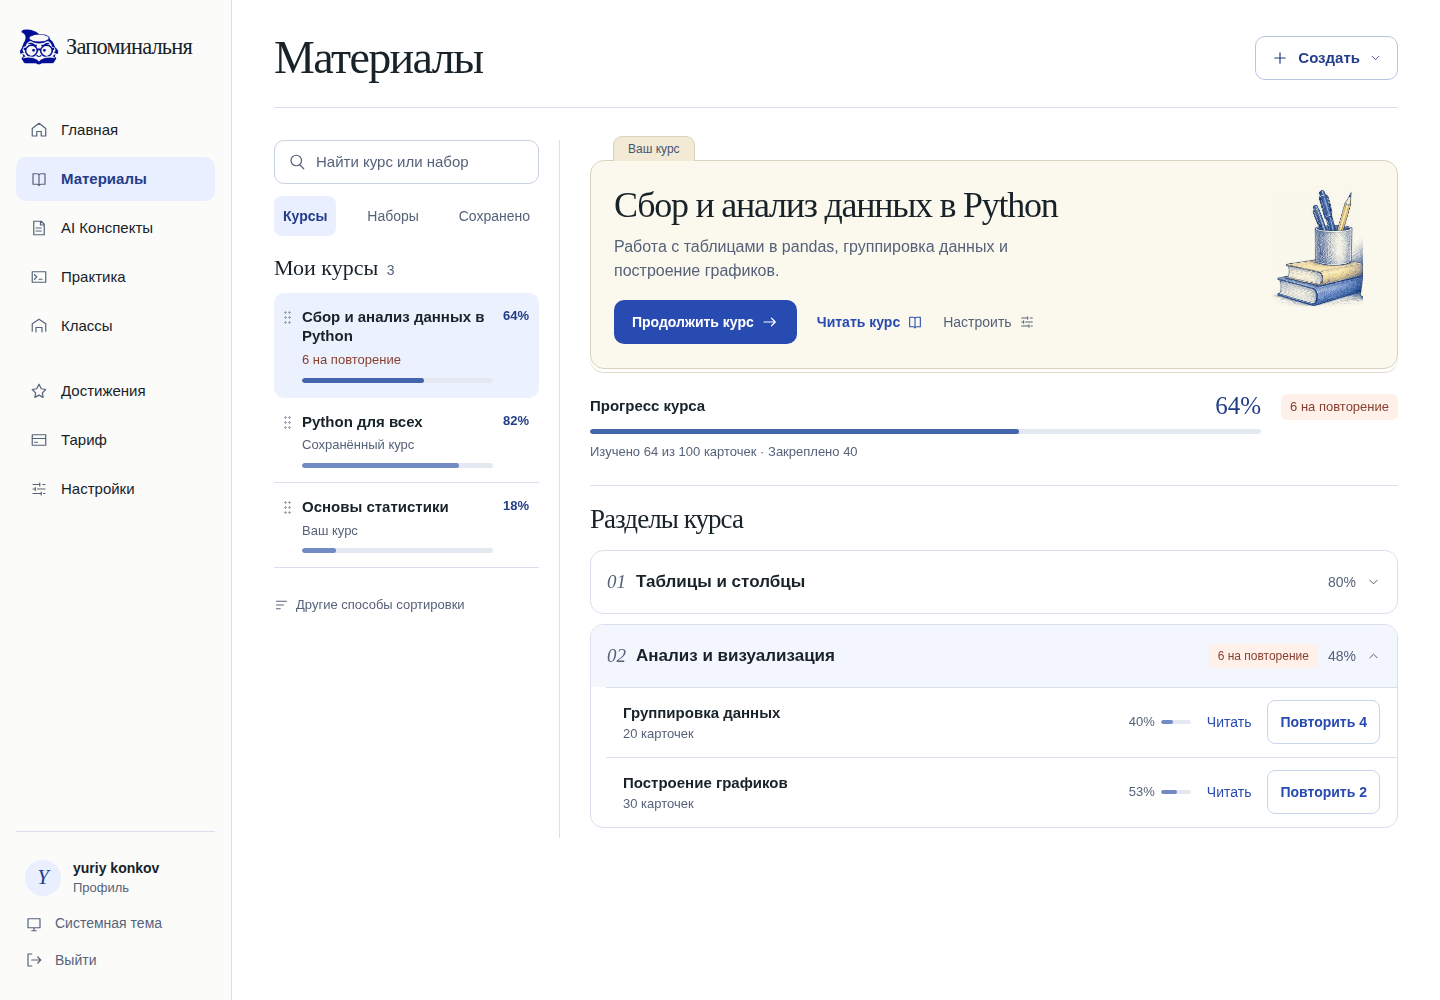 Запоминальня
Главная
Материалы
AI Конспекты
Практика
Классы
Достижения
Тариф
Настройки
Y
yuriy konkov
Профиль
Системная тема
Выйти
Материалы
Создать
Найти курс или набор
Курсы Наборы Сохранено
Мои курсы 3
Сбор и анализ данных в Python 64%
6 на повторение
Python для всех 82%
Сохранённый курс
Основы статистики 18%
Ваш курс
Другие способы сортировки
Ваш курс
Сбор и анализ данных в Python
Работа с таблицами в pandas, группировка данных и
построение графиков.
Продолжить курс Читать курс Настроить
Прогресс курса 64% 6 на повторение
Изучено 64 из 100 карточек · Закреплено 40
Разделы курса
01 Таблицы и столбцы 80%
02 Анализ и визуализация 6 на повторение 48%
Группировка данных
20 карточек
40% Читать Повторить 4
Построение графиков
30 карточек
53% Читать Повторить 2